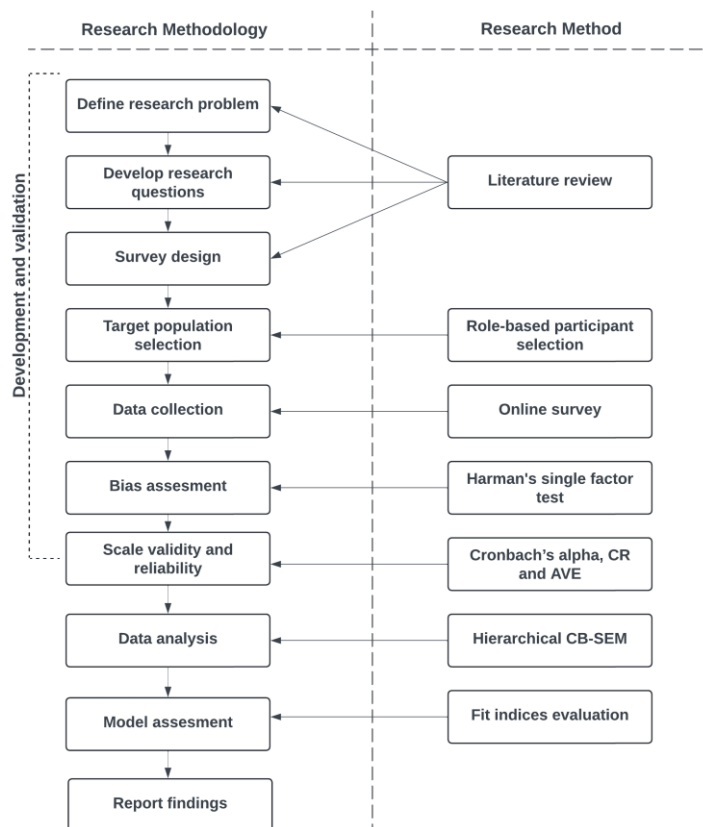 Research Methodology
Research Method
Development and validation
Define research problem
Develop research
questions
Literature review
Survey design
Target population
selection
Role-based participant
selection
Data collection
Online survey
Bias assesment
Harman's single factor
test
Scale validity and
reliability
Cronbach’s alpha, CR
and AVE
Data analysis
Hierarchical CB-SEM
Model assesment
Fit indices evaluation
Report findings